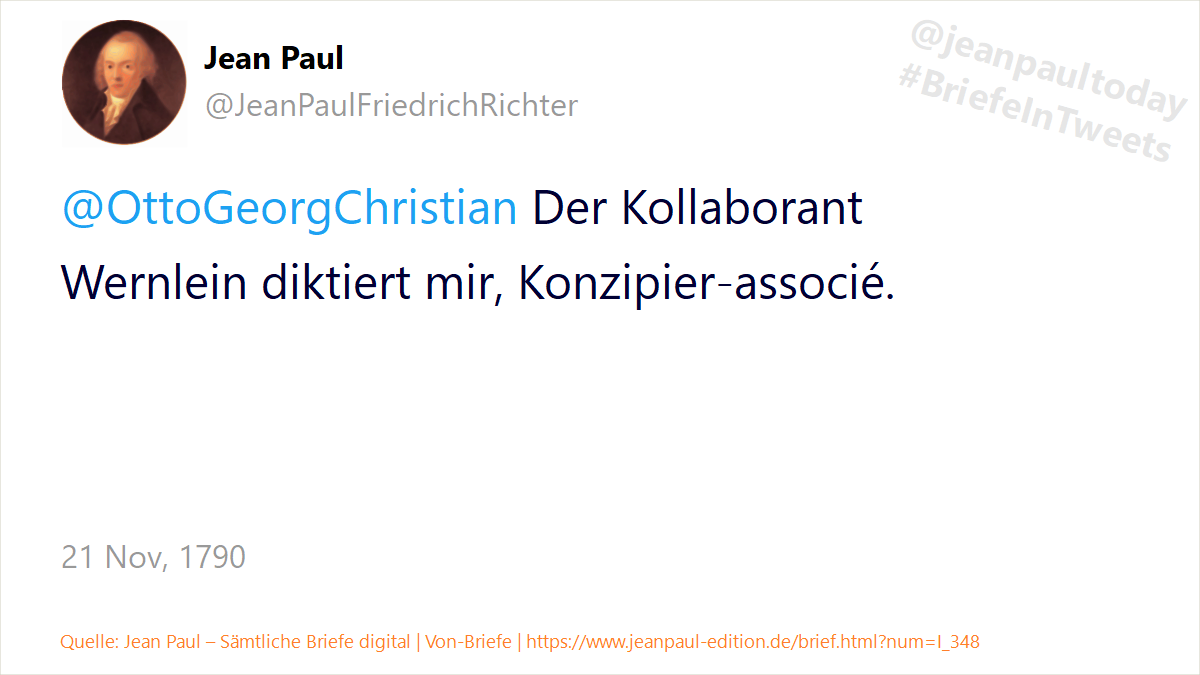 Jean Paul
@JeanPaulFriedrichRichter
@jeanpaultoday
#BriefeInTweets
@OttoGeorgChristian Der Kollaborant
Wernlein diktiert mir, Konzipier-associé.
21 Nov, 1790
Quelle: Jean Paul – Sämtliche Briefe digital | Von-Briefe | https://www.jeanpaul-edition.de/brief.html?num=I_348